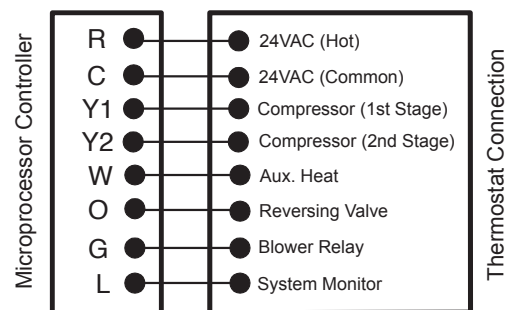 Microprocessor Controller
R 24VAC (Hot)
C 24VAC (Common)
Y1 Compressor (1st Stage)
Y2 Compressor (2nd Stage)
W Aux. Heat
O Reversing Valve
G Blower Relay
L System Monitor
Thermostat Connection